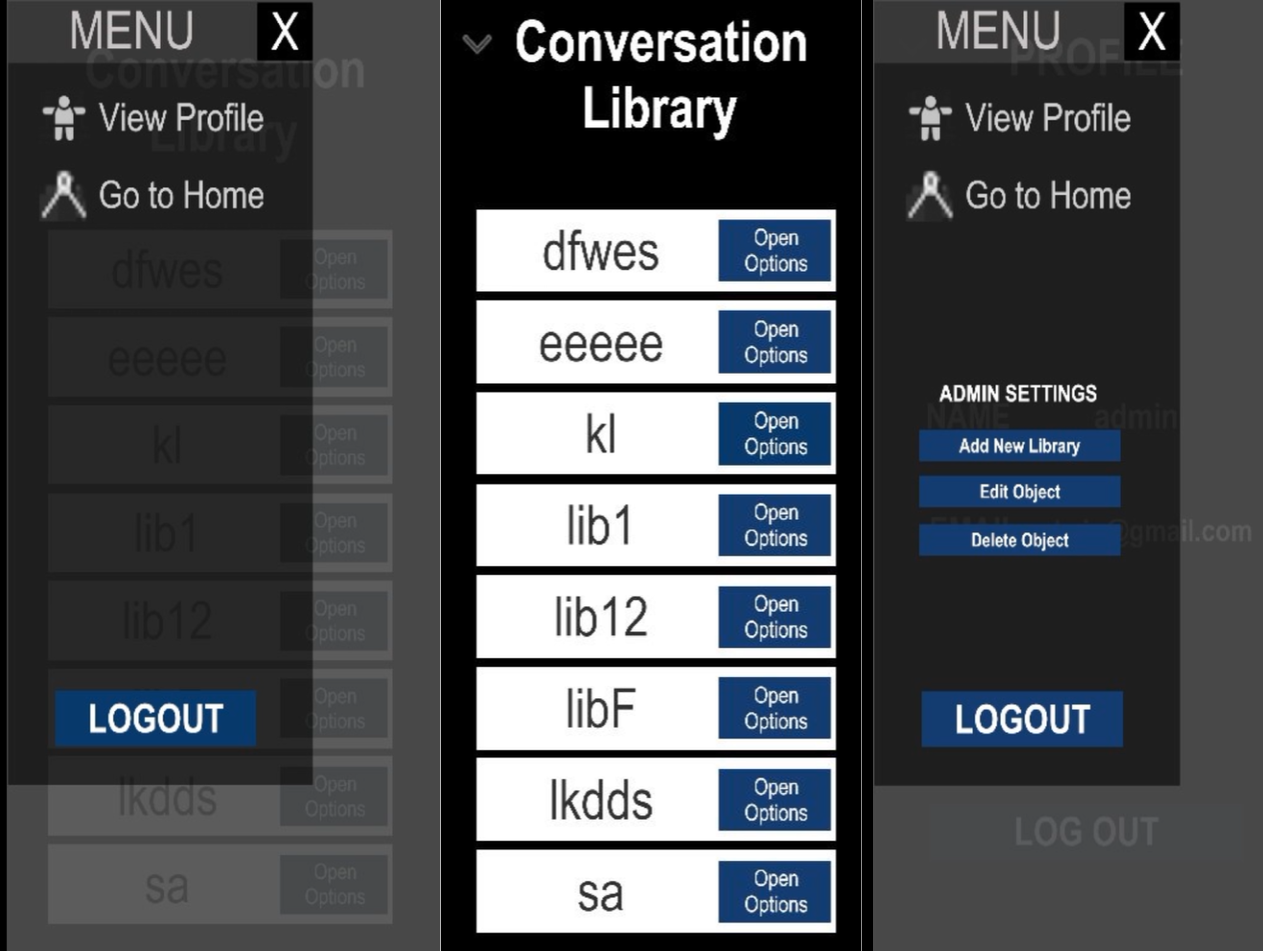 MENU X
Conversation
View Profile
Library
Go to Home
dfwes Open Options
eeeee Open Options
kl Open Options
lib1 Open Options
lib12 Open Options
Open Options
LOGOUT
lkdds Open Options
sa Open Options
Conversation
Library
dfwes Open Options
eeeee Open Options
kl Open Options
lib1 Open Options
lib12 Open Options
libF Open Options
lkdds Open Options
sa Open Options
MENU X
PROFILE
View Profile
Go to Home
ADMIN SETTINGS
NAME admin
Add New Library
Edit Object
@gmail.com
Delete Object
LOGOUT
LOG OUT